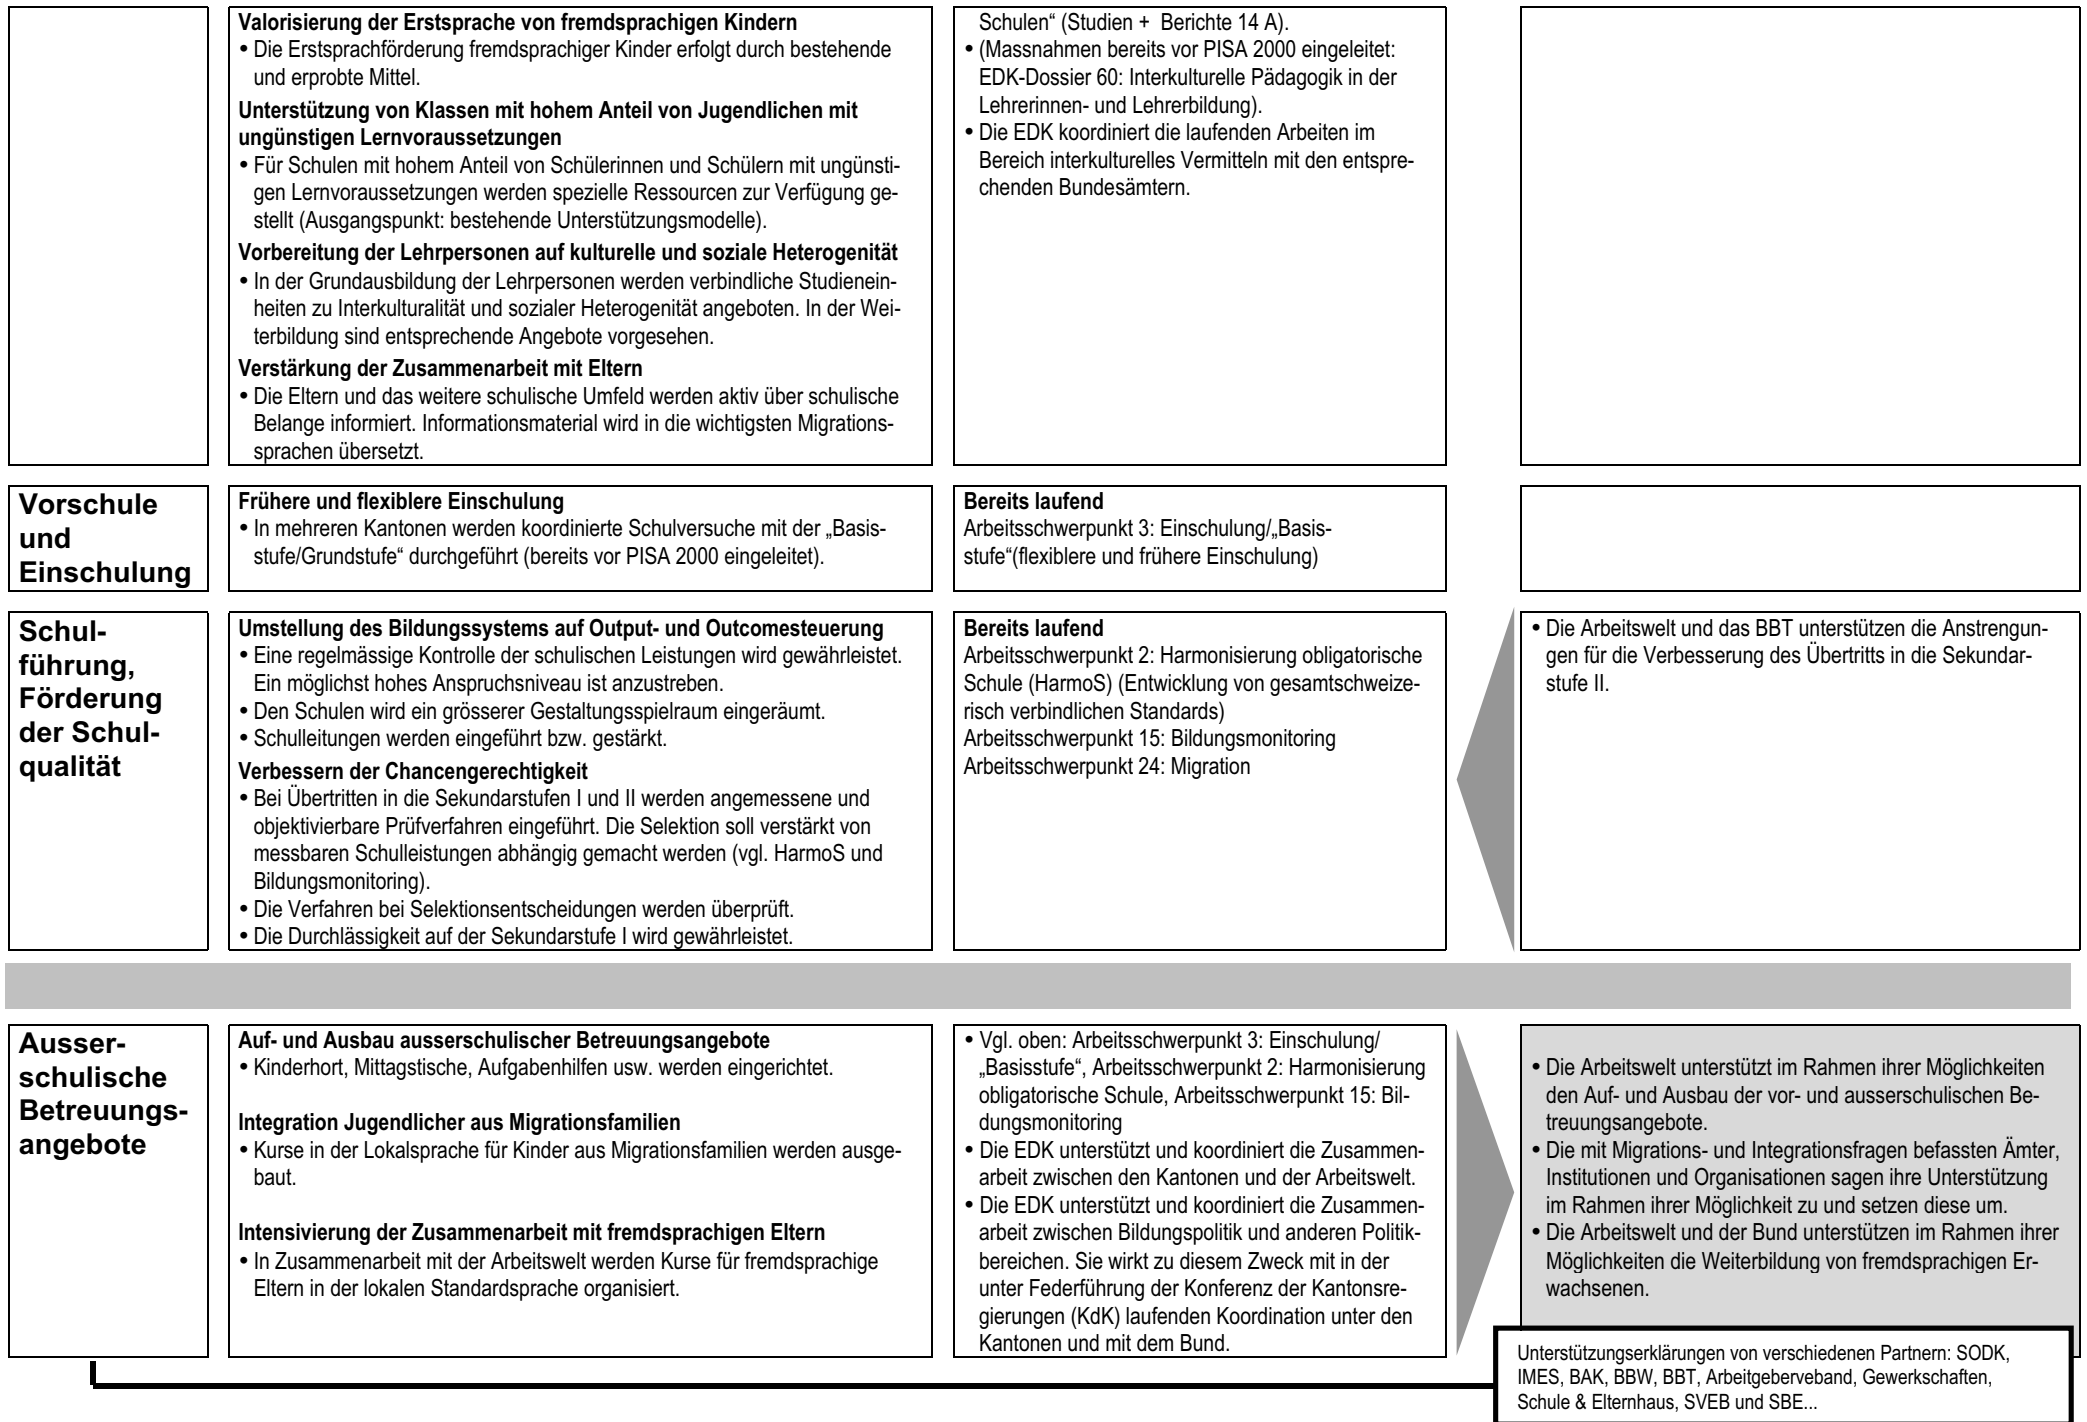 Valorisierung der Erstsprache von fremdsprachigen Kindern
• Die Erstsprachförderung fremdsprachiger Kinder erfolgt durch bestehende
und erprobte Mittel.
Unterstützung von Klassen mit hohem Anteil von Jugendlichen mit
ungünstigen Lernvoraussetzungen
• Für Schulen mit hohem Anteil von Schülerinnen und Schülern mit ungünsti-
gen Lernvoraussetzungen werden spezielle Ressourcen zur Verfügung ge-
stellt (Ausgangspunkt: bestehende Unterstützungsmodelle).
Vorbereitung der Lehrpersonen auf kulturelle und soziale Heterogenität
• In der Grundausbildung der Lehrpersonen werden verbindliche Studienein-
heiten zu Interkulturalität und sozialer Heterogenität angeboten. In der Wei-
terbildung sind entsprechende Angebote vorgesehen.
Verstärkung der Zusammenarbeit mit Eltern
• Die Eltern und das weitere schulische Umfeld werden aktiv über schulische
Belange informiert. Informationsmaterial wird in die wichtigsten Migrations-
sprachen übersetzt.
Schulen“ (Studien + Berichte 14 A).
• (Massnahmen bereits vor PISA 2000 eingeleitet:
EDK-Dossier 60: Interkulturelle Pädagogik in der
Lehrerinnen- und Lehrerbildung).
• Die EDK koordiniert die laufenden Arbeiten im
Bereich interkulturelles Vermitteln mit den entspre-
chenden Bundesämtern.
Vorschule
und
Einschulung
Frühere und flexiblere Einschulung
• In mehreren Kantonen werden koordinierte Schulversuche mit der „Basis-
stufe/Grundstufe“ durchgeführt (bereits vor PISA 2000 eingeleitet).
Bereits laufend
Arbeitsschwerpunkt 3: Einschulung/„Basis-
stufe“(flexiblere und frühere Einschulung)
Schul-
führung,
Förderung
der Schul-
qualität
Umstellung des Bildungssystems auf Output- und Outcomesteuerung
• Eine regelmässige Kontrolle der schulischen Leistungen wird gewährleistet.
Ein möglichst hohes Anspruchsniveau ist anzustreben.
• Den Schulen wird ein grösserer Gestaltungsspielraum eingeräumt.
• Schulleitungen werden eingeführt bzw. gestärkt.
Verbessern der Chancengerechtigkeit
• Bei Übertritten in die Sekundarstufen I und II werden angemessene und
objektivierbare Prüfverfahren eingeführt. Die Selektion soll verstärkt von
messbaren Schulleistungen abhängig gemacht werden (vgl. HarmoS und
Bildungsmonitoring).
• Die Verfahren bei Selektionsentscheidungen werden überprüft.
• Die Durchlässigkeit auf der Sekundarstufe I wird gewährleistet.
Bereits laufend
Arbeitsschwerpunkt 2: Harmonisierung obligatorische
Schule (HarmoS) (Entwicklung von gesamtschweize-
risch verbindlichen Standards)
Arbeitsschwerpunkt 15: Bildungsmonitoring
Arbeitsschwerpunkt 24: Migration
• Die Arbeitswelt und das BBT unterstützen die Anstrengun-
gen für die Verbesserung des Übertritts in die Sekundar-
stufe II.
Ausser-
schulische
Betreuungs-
angebote
Auf- und Ausbau ausserschulischer Betreuungsangebote
• Kinderhort, Mittagstische, Aufgabenhilfen usw. werden eingerichtet.
Integration Jugendlicher aus Migrationsfamilien
• Kurse in der Lokalsprache für Kinder aus Migrationsfamilien werden ausge-
baut.
Intensivierung der Zusammenarbeit mit fremdsprachigen Eltern
• In Zusammenarbeit mit der Arbeitswelt werden Kurse für fremdsprachige
Eltern in der lokalen Standardsprache organisiert.
• Vgl. oben: Arbeitsschwerpunkt 3: Einschulung/
„Basisstufe“, Arbeitsschwerpunkt 2: Harmonisierung
obligatorische Schule, Arbeitsschwerpunkt 15: Bil-
dungsmonitoring
• Die EDK unterstützt und koordiniert die Zusammen-
arbeit zwischen den Kantonen und der Arbeitswelt.
• Die EDK unterstützt und koordiniert die Zusammen-
arbeit zwischen Bildungspolitik und anderen Politik-
bereichen. Sie wirkt zu diesem Zweck mit in der
unter Federführung der Konferenz der Kantonsre-
gierungen (KdK) laufenden Koordination unter den
Kantonen und mit dem Bund.
• Die Arbeitswelt unterstützt im Rahmen ihrer Möglichkeiten
den Auf- und Ausbau der vor- und ausserschulischen Be-
treuungsangebote.
• Die mit Migrations- und Integrationsfragen befassten Ämter,
Institutionen und Organisationen sagen ihre Unterstützung
im Rahmen ihrer Möglichkeit zu und setzen diese um.
• Die Arbeitswelt und der Bund unterstützen im Rahmen ihrer
Möglichkeiten die Weiterbildung von fremdsprachigen Er-
wachsenen.
Unterstützungserklärungen von verschiedenen Partnern: SODK,
IMES, BAK, BBW, BBT, Arbeitgeberveband, Gewerkschaften,
Schule & Elternhaus, SVEB und SBE...